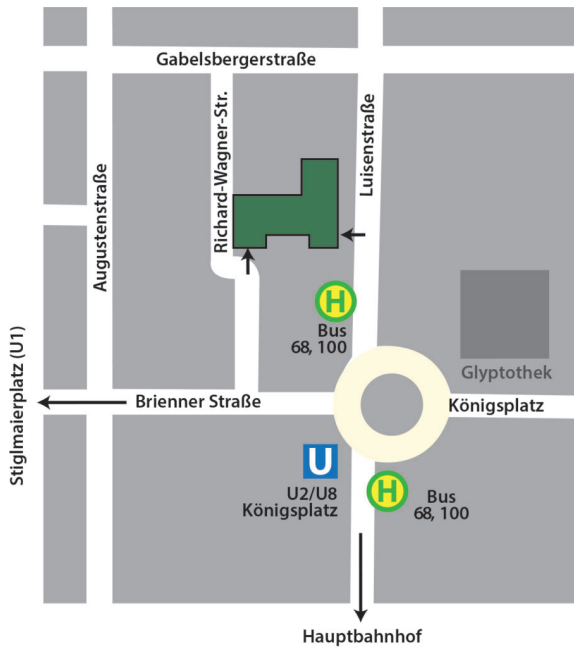 Gabelsbergerstraße
Richard-Wagner-Str.
Luisenstraße
Augustenstraße
H
Bus
68, 100
Glyptothek
Stiglmaierplatz (U1)
Brienner Straße
Königsplatz
U
U2/U8
Königsplatz
H
Bus
68, 100
Hauptbahnhof